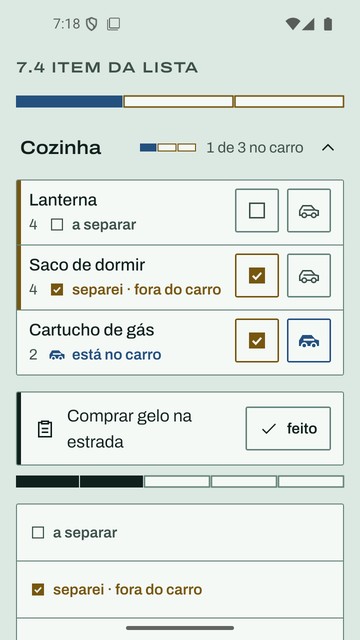 7:18
7.4 ITEM DA LISTA
Cozinha 1 de 3 no carro
Lanterna
4 a separar
Saco de dormir
4 separei · fora do carro
Cartucho de gás
2 está no carro
Comprar gelo na
estrada
feito
a separar
separei · fora do carro